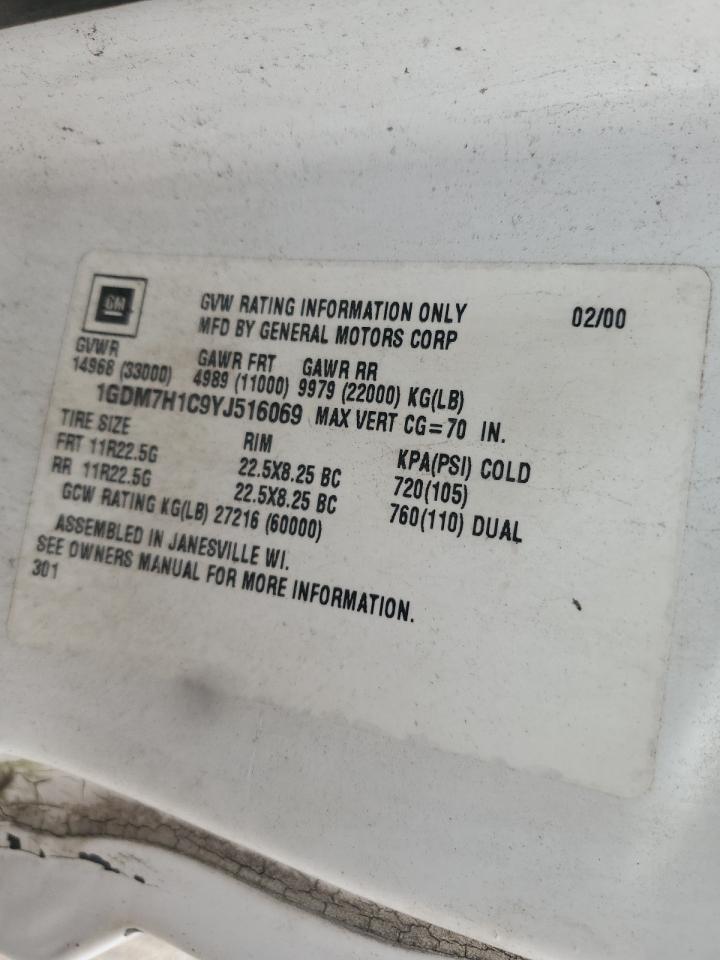 GM
GVW RATING INFORMATION ONLY 02/00
MFD BY GENERAL MOTORS CORP
GVWR GAWR FRT GAWR RR
14968 (33000) 4989 (11000) 9979 (22000) KG(LB)
1GDM7H1C9YJ516069 MAX VERT CG=70 IN.
TIRE SIZE RIM KPA(PSI) COLD
FRT 11R22.5G 22.5X8.25 BC 720(105)
RR 11R22.5G 22.5X8.25 BC 760(110) DUAL
GCW RATING KG(LB) 27216 (60000)
ASSEMBLED IN JANESVILLE WI.
SEE OWNERS MANUAL FOR MORE INFORMATION.
301